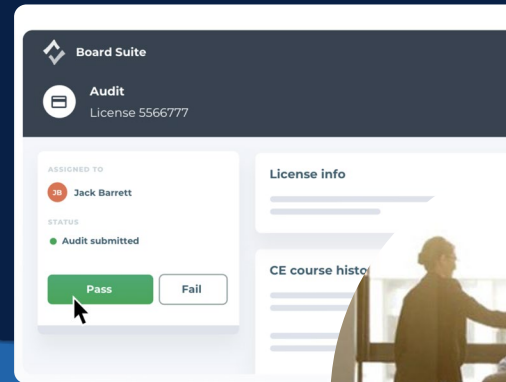 Board Suite
Audit
License 5566777
ASSIGNED TO
JB
Jack Barrett
STATUS
Audit submitted
Pass
Fail
License info
CE course histo